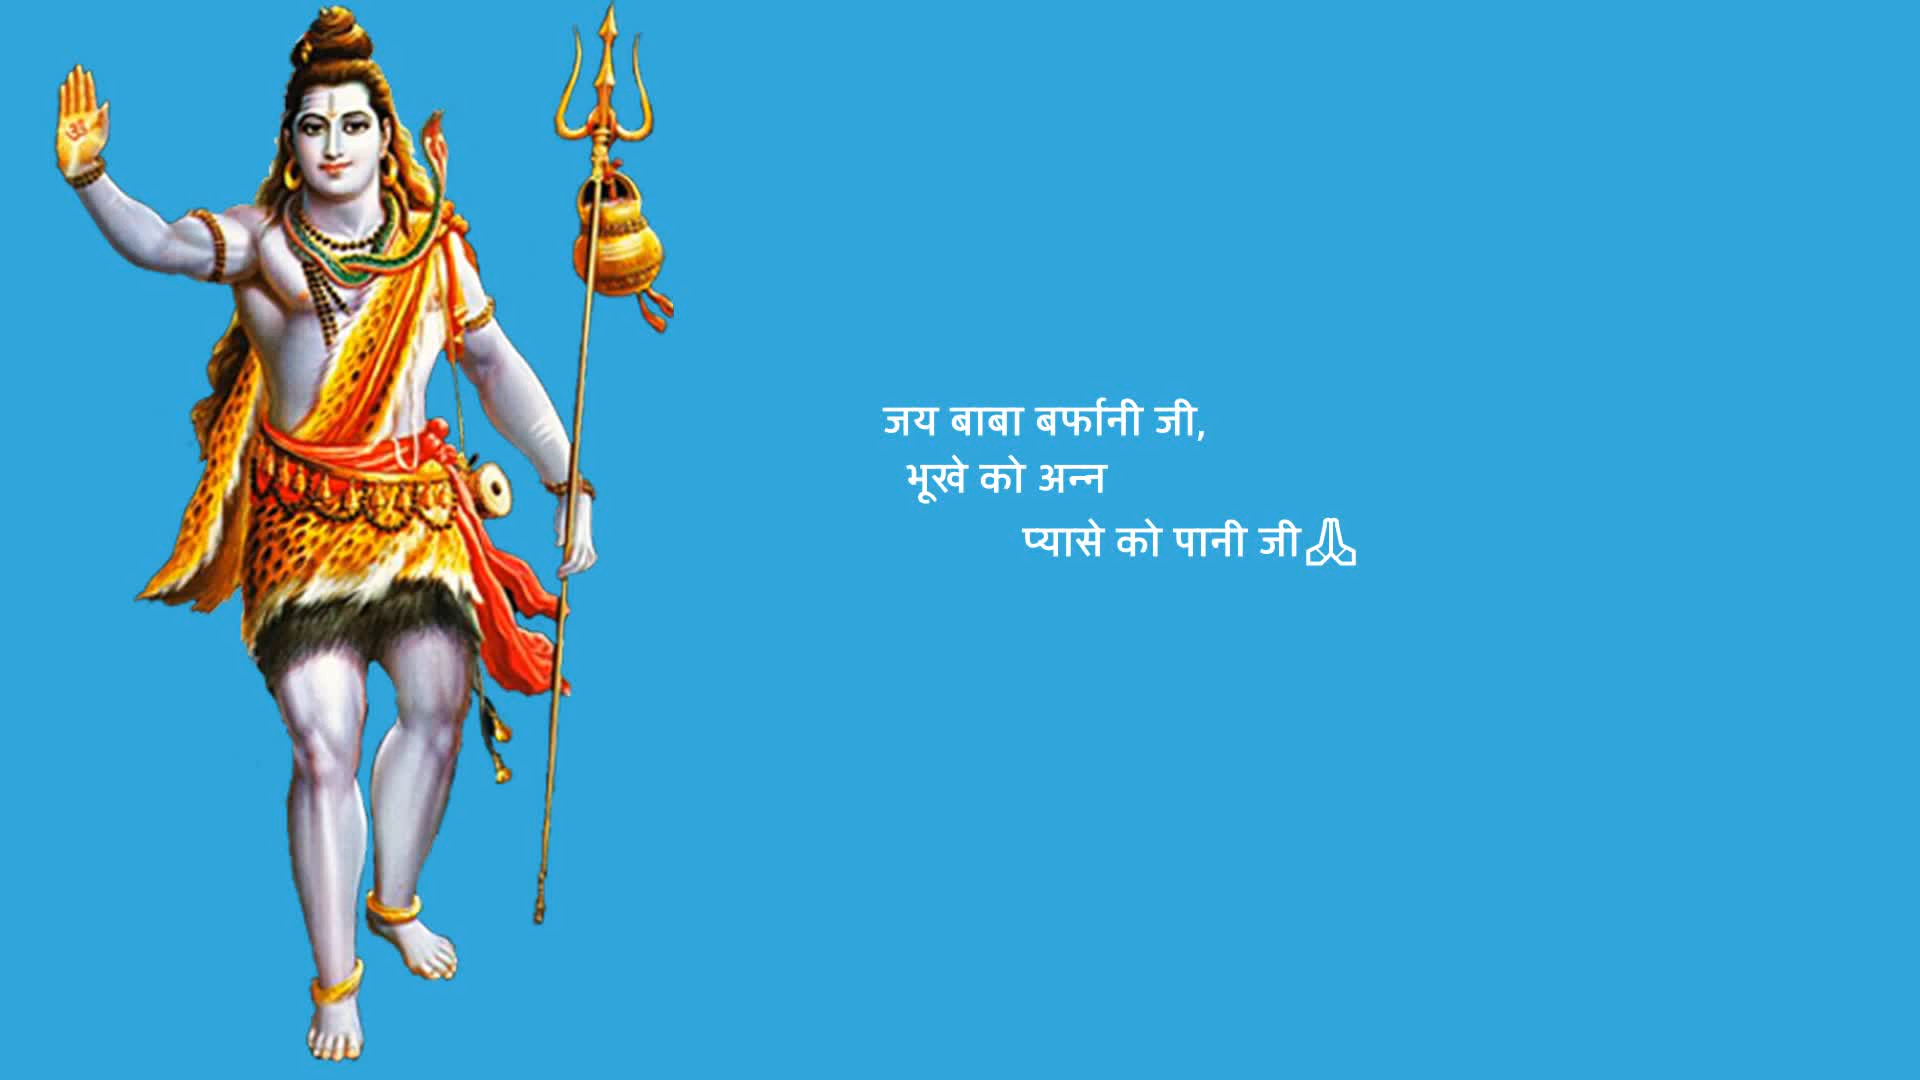 ॐ
जय बाबा बर्फानी जी,
भूखे को अन्न
प्यासे को पानी जी🙏